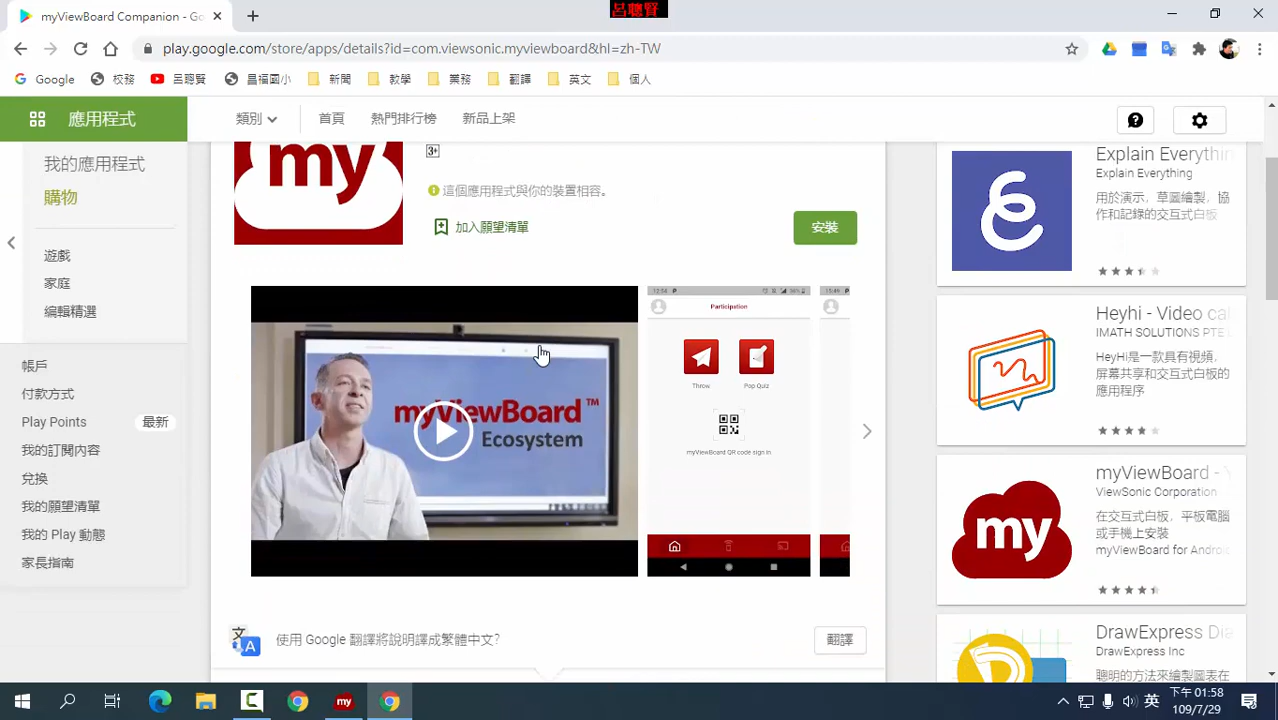 呂聰賢
myViewBoard Companion - Go
play.google.com/store/apps/details?id=com.viewsonic.myviewboard&hl=zh-TW
Google 校務 呂聰賢 昌福國小 新聞 教學 業務 翻譯 英文 個人
應用程式
類別 首頁 熱門排行榜 新品上架
我的應用程式
購物
遊戲
家庭
編輯精選
帳戶
付款方式
Play Points 最新
我的訂閱內容
兌換
我的願望清單
我的 Play 動態
家長指南
my
3+
這個應用程式與你的裝置相容。
加入願望清單
安裝
myViewBoard™
Ecosystem
12:54
Participation
Throw
Pop Quiz
myViewBoard QR code sign in
15:49
使用 Google 翻譯將說明譯成繁體中文?
翻譯
Explain Everythin
Explain Everything
用於演示，草圖繪製，協
作和記錄的交互式白板
Heyhi - Video cal
IMATH SOLUTIONS PTE
HeyHi是一款具有視頻，
屏幕共享和交互式白板的
應用程序
myViewBoard - Y
ViewSonic Corporation
在交互式白板，平板電腦
或手機上安裝
myViewBoard for Androi
my
DrawExpress Dia
DrawExpress Inc
聰明的方法來繪製圖表在
my
英
下午 01:58
109/7/29